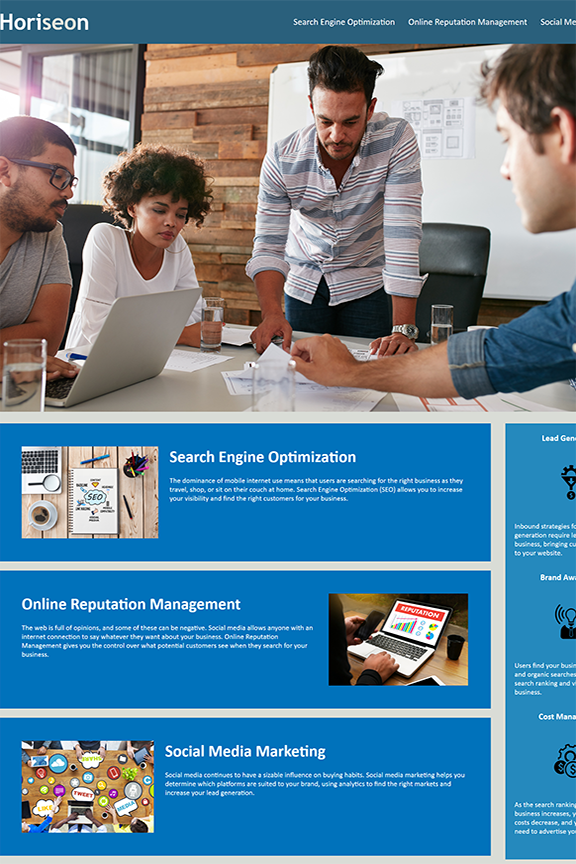 Horiseon
Search Engine Optimization
Online Reputation Management
Social
Search Engine Optimization
The dominance of mobile internet use means that users are searching for the right business as they
travel, shop, or sit on their couch at home. Search Engine Optimization (SEO) allows you to increase
your visibility and find the right customers for your business.
SEO
Online Reputation Management
The web is full of opinions, and some of these can be negative. Social media allows anyone with an
internet connection to say whatever they want about your business. Online Reputation
Management gives you the control over what potential customers see when they search for your
business.
REPUTATION
Social Media Marketing
Social media continues to have a sizable influence on buying habits. Social media marketing helps you
determine which platforms are suited to your brand, using analytics to find the right markets and
increase your lead generation.
SHARE
TWEET
LIKE
MEDIA
Lead
Inbound strategies
generation require
business, bringing
to your website.
Brand
Users find your
and organic searches
search ranking and
business.
Cost
As the search ranking
business increases,
costs decrease, and
need to advertise